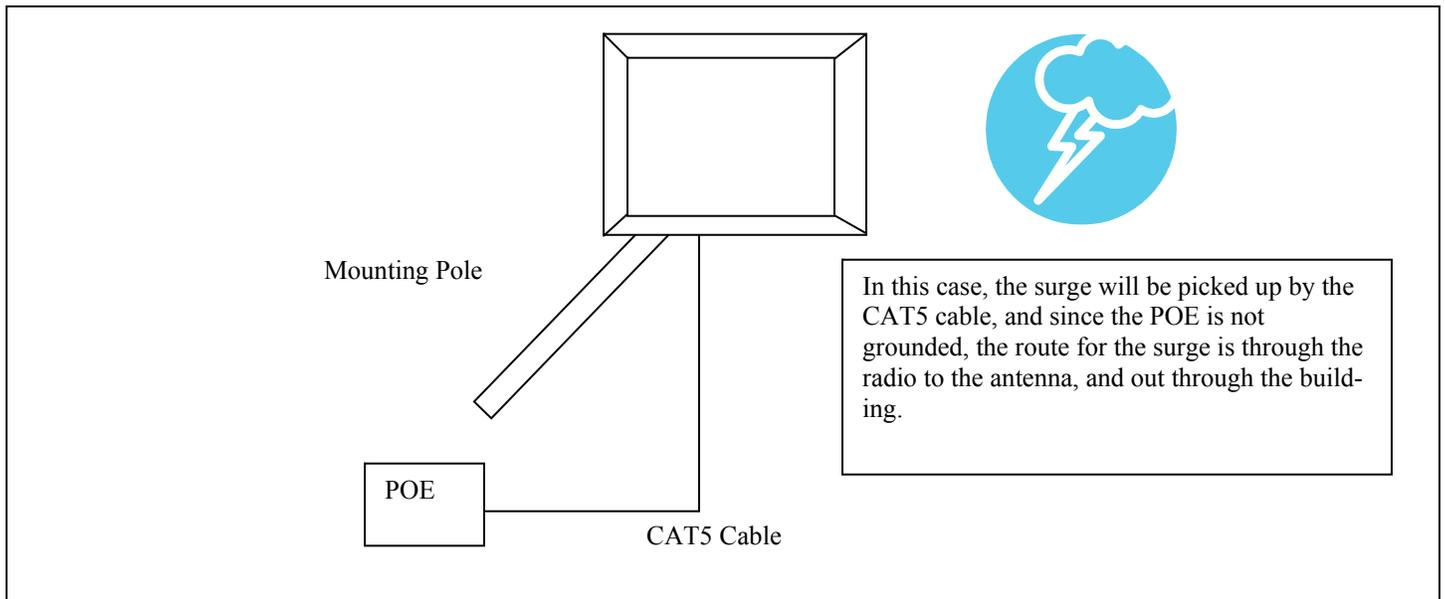 Mounting Pole
In this case, the surge will be picked up by the
CAT5 cable, and since the POE is not
grounded, the route for the surge is through the
radio to the antenna, and out through the build-
ing.
POE
CAT5 Cable